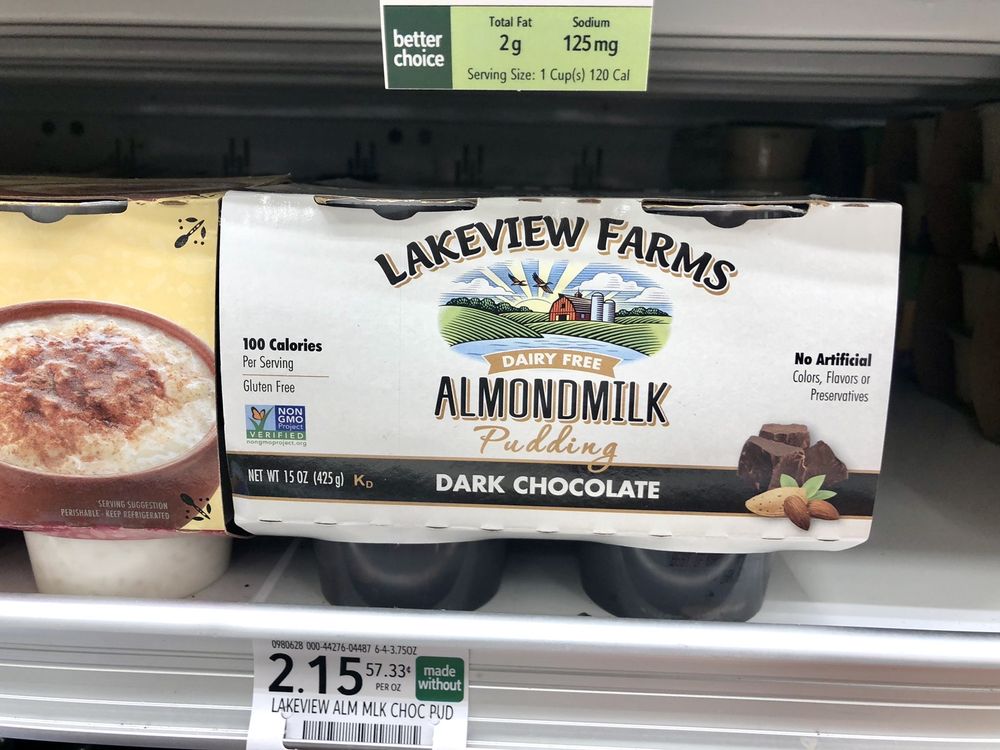 better
choice
Total Fat
2g
Sodium
125mg
Serving Size: 1 Cup(s) 120 Cal
LAKEVIEW FARMS
DAIRY FREE
ALMONDMILK
Pudding
DARK CHOCOLATE
100 Calories
Per Serving
Gluten Free
NON
GMO
Project
VERIFIED
nongmoproject.org
NET WT 15 OZ (425g) KD
No Artificial
Colors, Flavors or
Preservatives
SERVING SUGGESTION
PERISHABLE - KEEP REFRIGERATED
0980628 000-44276-04487 6-4-3.75OZ
2.15
57.33¢
PER OZ
made
without
LAKEVIEW ALM MLK CHOC PUD